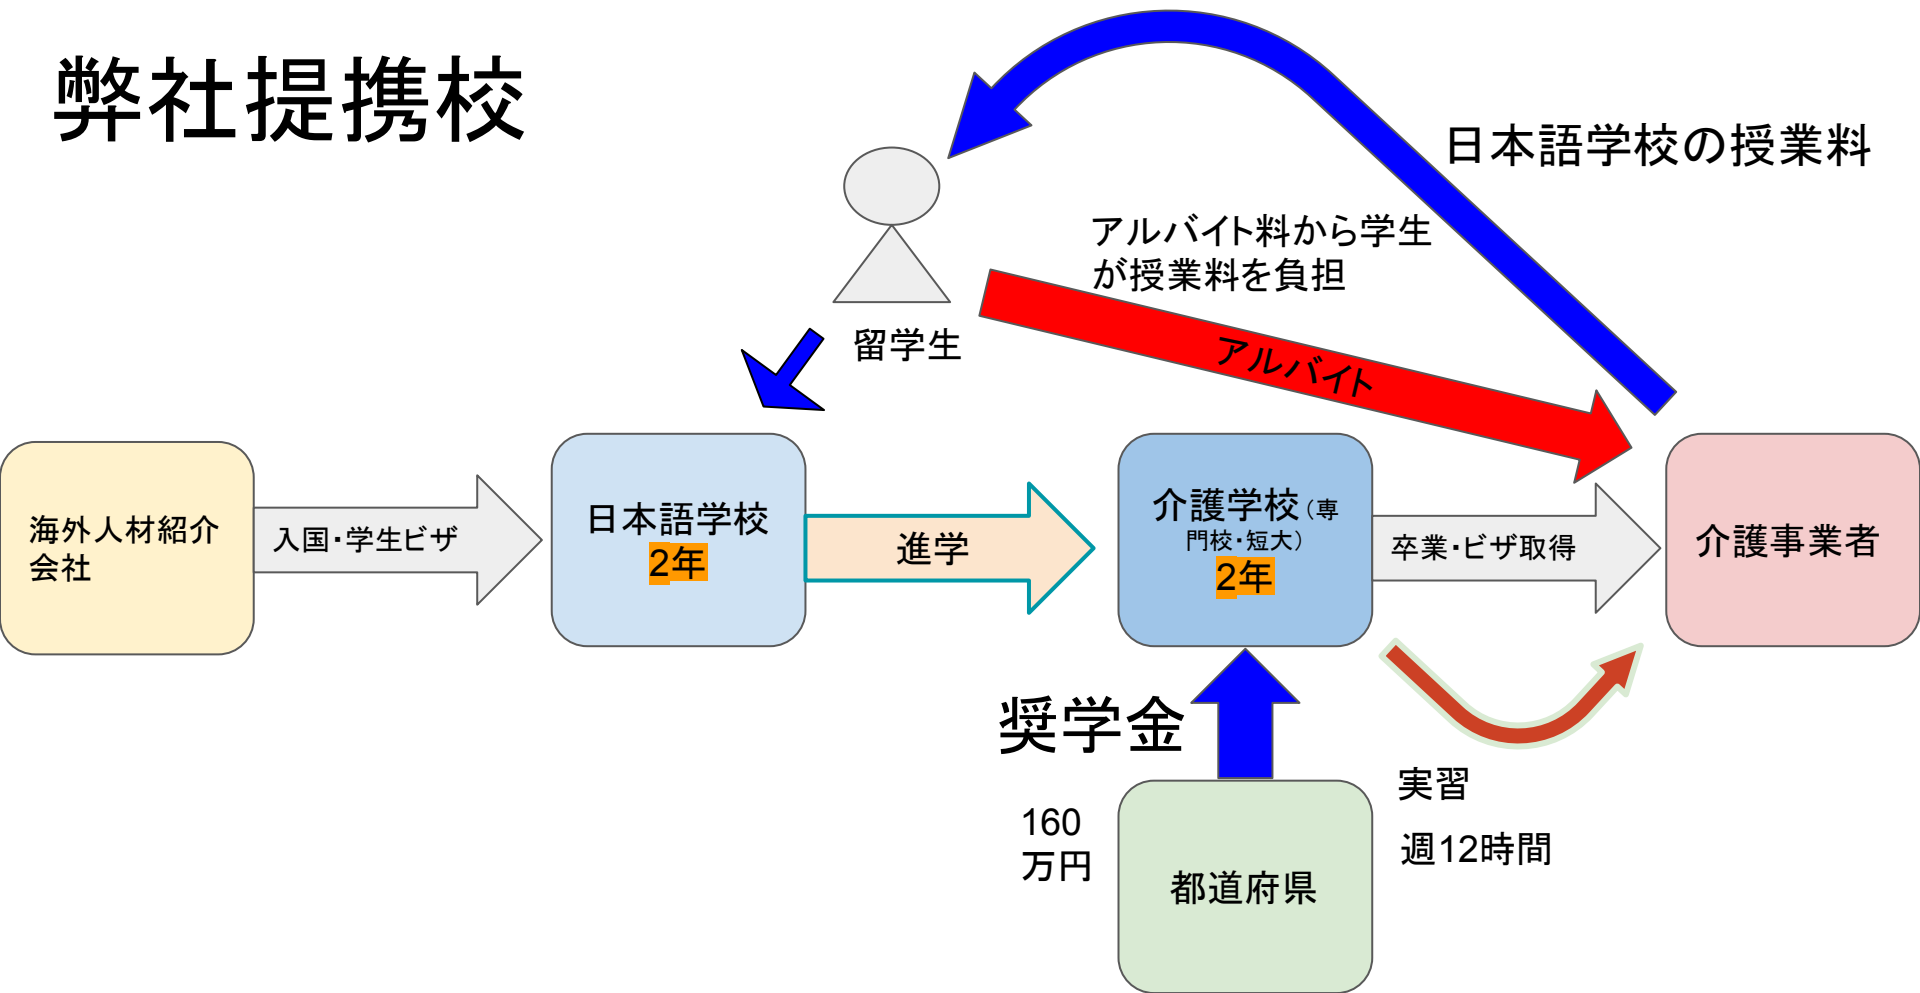 弊社提携校
日本語学校の授業料
アルバイト料から学生
が授業料を負担
留学生
アルバイト
海外人材紹介
会社
入国・学生ビザ
日本語学校
2年
進学
介護学校（専
門校・短大）
2年
卒業・ビザ取得
介護事業者
奨学金
160
万円
都道府県
実習
週12時間